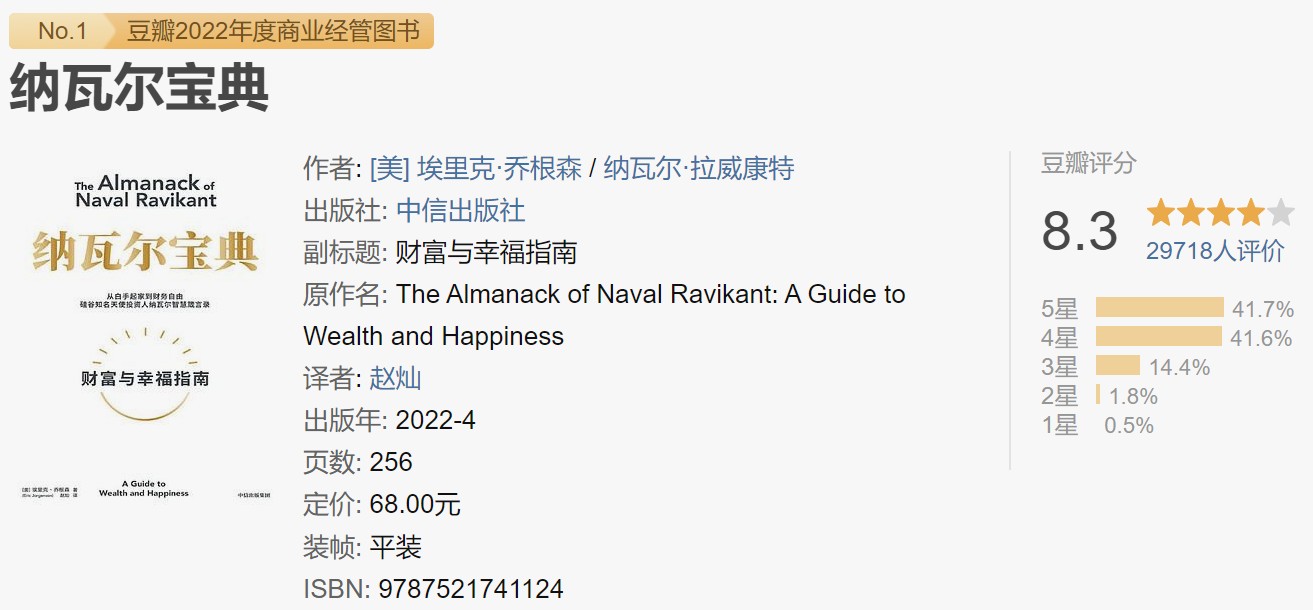 No.1 豆瓣2022年度商业经管图书
纳瓦尔宝典
The Almanack of
Naval Ravikant
纳瓦尔宝典
从白手起家到财务自由
硅谷知名天使投资人纳瓦尔智慧箴言录
财富与幸福指南
[美] 埃里克·乔根森 著
(Eric Jorgenson) 赵灿 译
A Guide to
Wealth and Happiness
中信出版集团
作者: [美] 埃里克·乔根森 / 纳瓦尔·拉威康特
出版社: 中信出版社
副标题: 财富与幸福指南
原作名: The Almanack of Naval Ravikant: A Guide to
Wealth and Happiness
译者: 赵灿
出版年: 2022-4
页数: 256
定价: 68.00元
装帧: 平装
ISBN: 9787521741124
豆瓣评分
8.3
29718人评价
5星 41.7%
4星 41.6%
3星 14.4%
2星 1.8%
1星 0.5%